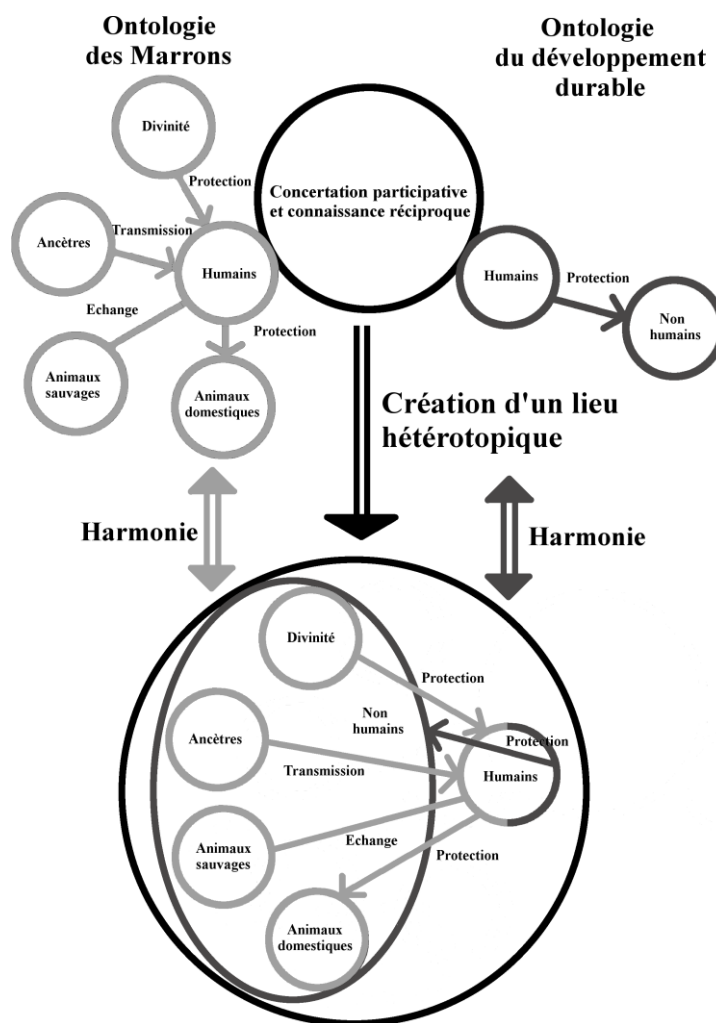 Ontologie
des Marrons
Ontologie
du développement
durable
Divinité
Protection
Concertation participative
et connaissance réciproque
Ancètres
Transmission
Humains
Humains
Protection
Echange
Protection
Non
humains
Animaux
sauvages
Animaux
domestiques
Création d'un lieu
hétérotopique
Harmonie
Harmonie
Divinité
Protection
Non
humains
Ancètres
Protection
Transmission
Humains
Animaux
sauvages
Echange
Protection
Animaux
domestiques